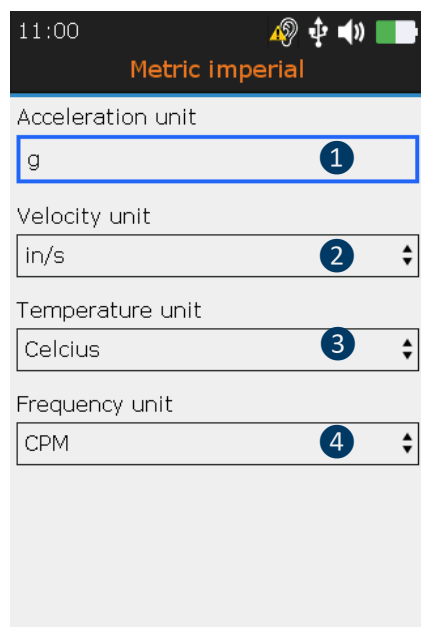 11:00
Metric imperial
Acceleration unit
g 1
Velocity unit
in/s 2
Temperature unit
Celcius 3
Frequency unit
CPM 4